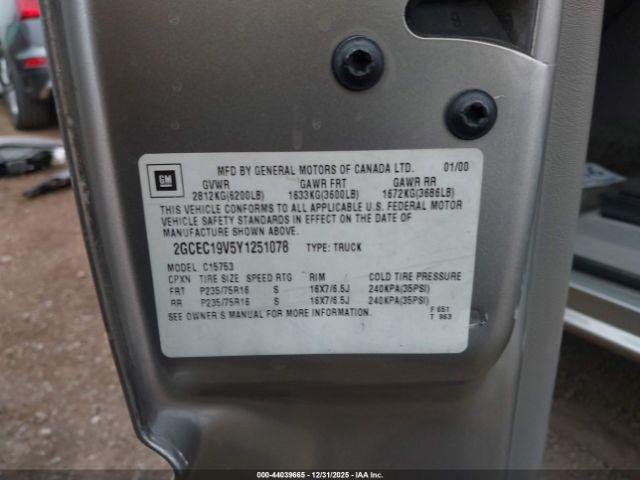 GM
MFD BY GENERAL MOTORS OF CANADA LTD. 01/00
GVWR GAWR FRT GAWR RR
2812KG(6200LB) 1633KG(3600LB) 1672KG(3686LB)
THIS VEHICLE CONFORMS TO ALL APPLICABLE U.S. FEDERAL MOTOR
VEHICLE SAFETY STANDARDS IN EFFECT ON THE DATE OF
MANUFACTURE SHOWN ABOVE.
2GCEC19V5Y1251078 TYPE: TRUCK
MODEL C15753
CPXN TIRE SIZE SPEED RTG RIM COLD TIRE PRESSURE
FRT P235/75R16 S 16X7/6.5J 240KPA(35PSI)
RR P235/75R16 S 16X7/6.5J 240KPA(35PSI)
SEE OWNER'S MANUAL FOR MORE INFORMATION.
F 651
T 963
©IAA - 44039665 - 12/31/2025 - IAAI.com